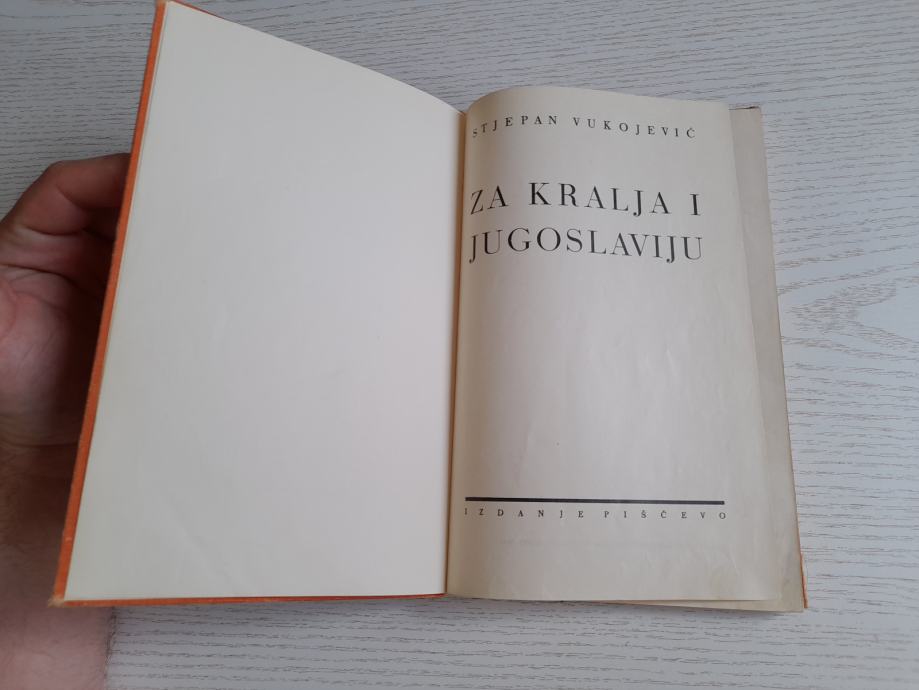 STJEPAN VUKOJEVIĆ
ZA KRALJA I
JUGOSLAVIJU
IZDANJE PIŠČEVO